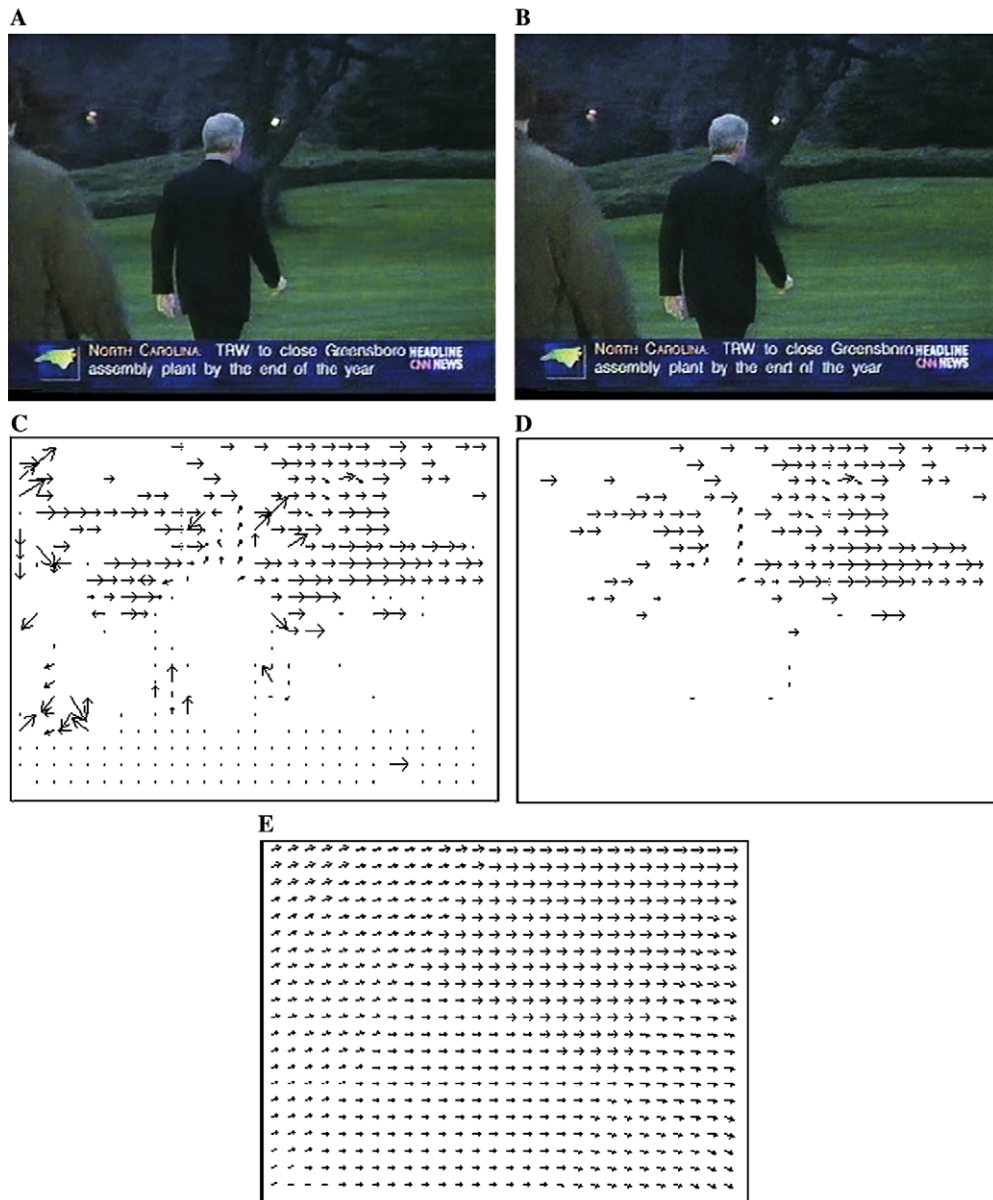 A
B
NORTH CAROLINA: TRW to close Greensboro HEADLINE
assembly plant by the end of the year CNN NEWS
NORTH CAROLINA: TRW to close Greensboro HEADLINE
assembly plant by the end of the year CNN NEWS
C
D
E